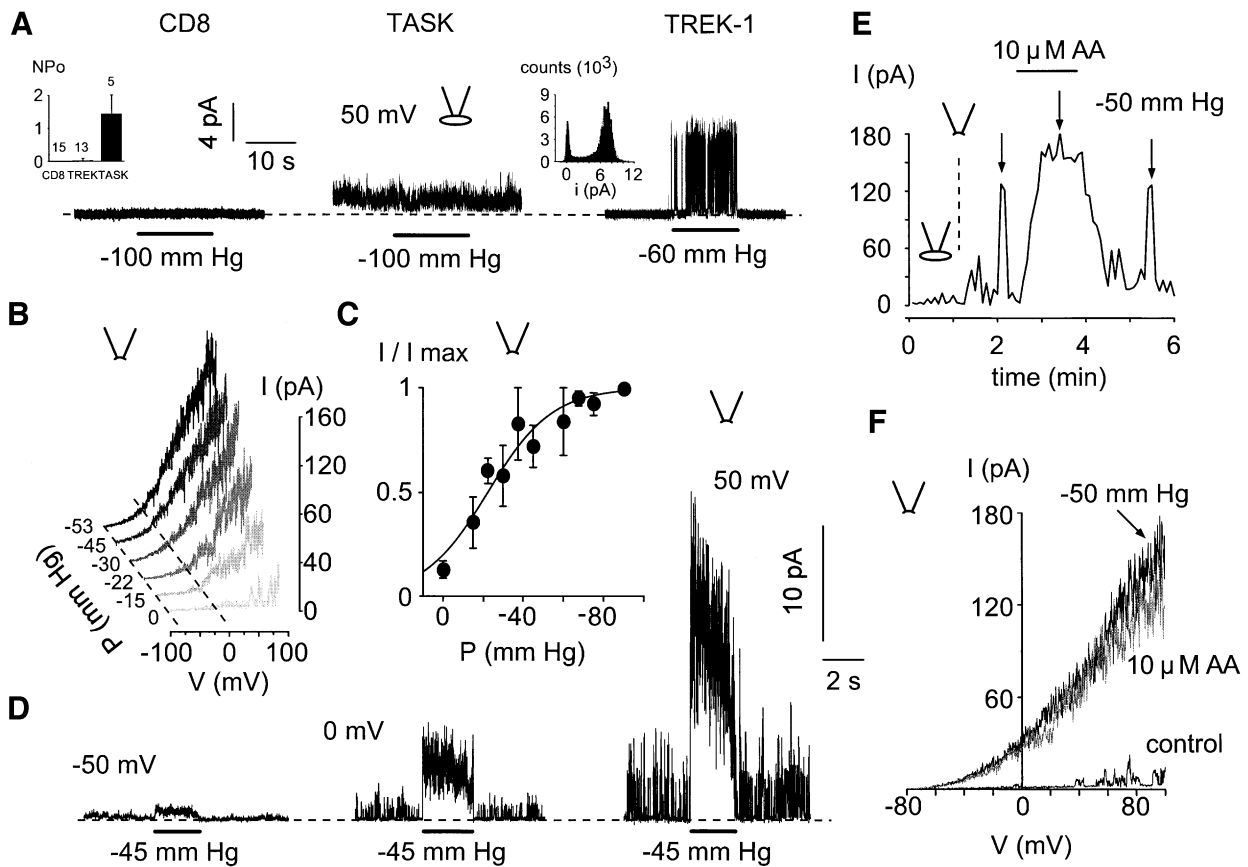 A
CD8
TASK
TREK-1
NPo
2
1
0
5
15
13
CD8 TREK TASK
4 pA
10 s
50 mV
counts (10³)
9
6
3
0
0 6 12
i (pA)
-100 mm Hg
-100 mm Hg
-60 mm Hg
B
I (pA)
160
120
60
40
0
-53
-45
-30
-22
-15
0
P (mm Hg)
-100 0 100
V (mV)
C
I / I max
1
0.5
0
0 -40 -80
P (mm Hg)
D
-50 mV
0 mV
50 mV
10 pA
2 s
-45 mm Hg
-45 mm Hg
-45 mm Hg
E
10 µM AA
I (pA)
-50 mm Hg
180
120
60
0
0 2 4 6
time (min)
F
I (pA)
-50 mm Hg
180
120
60
10 µM AA
control
-80 0 80
V (mV)